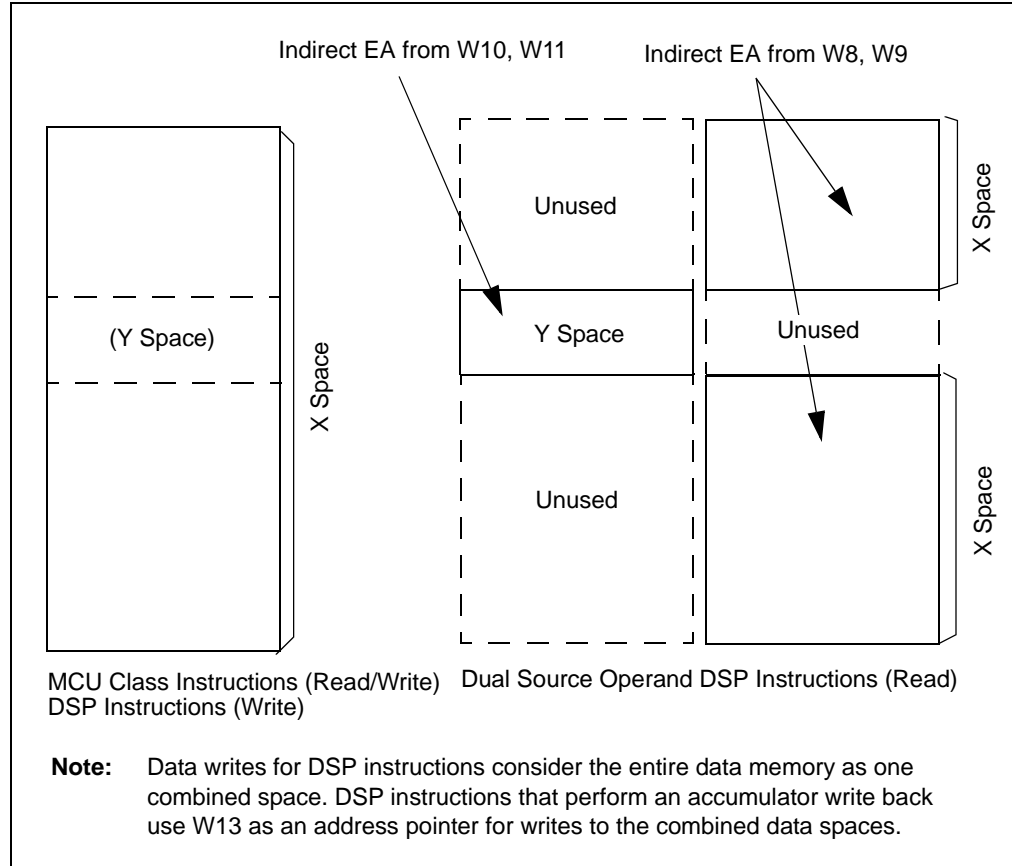 Indirect EA from W10, W11
Indirect EA from W8, W9
(Y Space)
X Space
Unused
Y Space
Unused
X Space
Unused
X Space
MCU Class Instructions (Read/Write)
DSP Instructions (Write)
Dual Source Operand DSP Instructions (Read)
Note: Data writes for DSP instructions consider the entire data memory as one
combined space. DSP instructions that perform an accumulator write back
use W13 as an address pointer for writes to the combined data spaces.